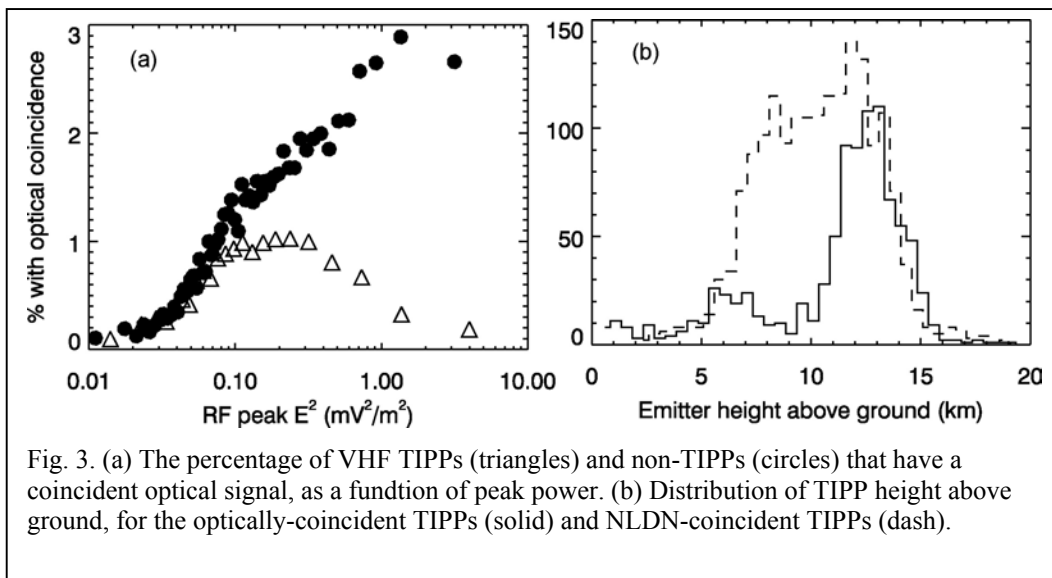 3
2
1
0
% with optical coincidence
(a)
0.01 0.10 1.00 10.00
RF peak E² (mV²/m²)
150
100
50
0
(b)
0 5 10 15 20
Emitter height above ground (km)
Fig. 3. (a) The percentage of VHF TIPPs (triangles) and non-TIPPs (circles) that have a
coincident optical signal, as a fundtion of peak power. (b) Distribution of TIPP height above
ground, for the optically-coincident TIPPs (solid) and NLDN-coincident TIPPs (dash).